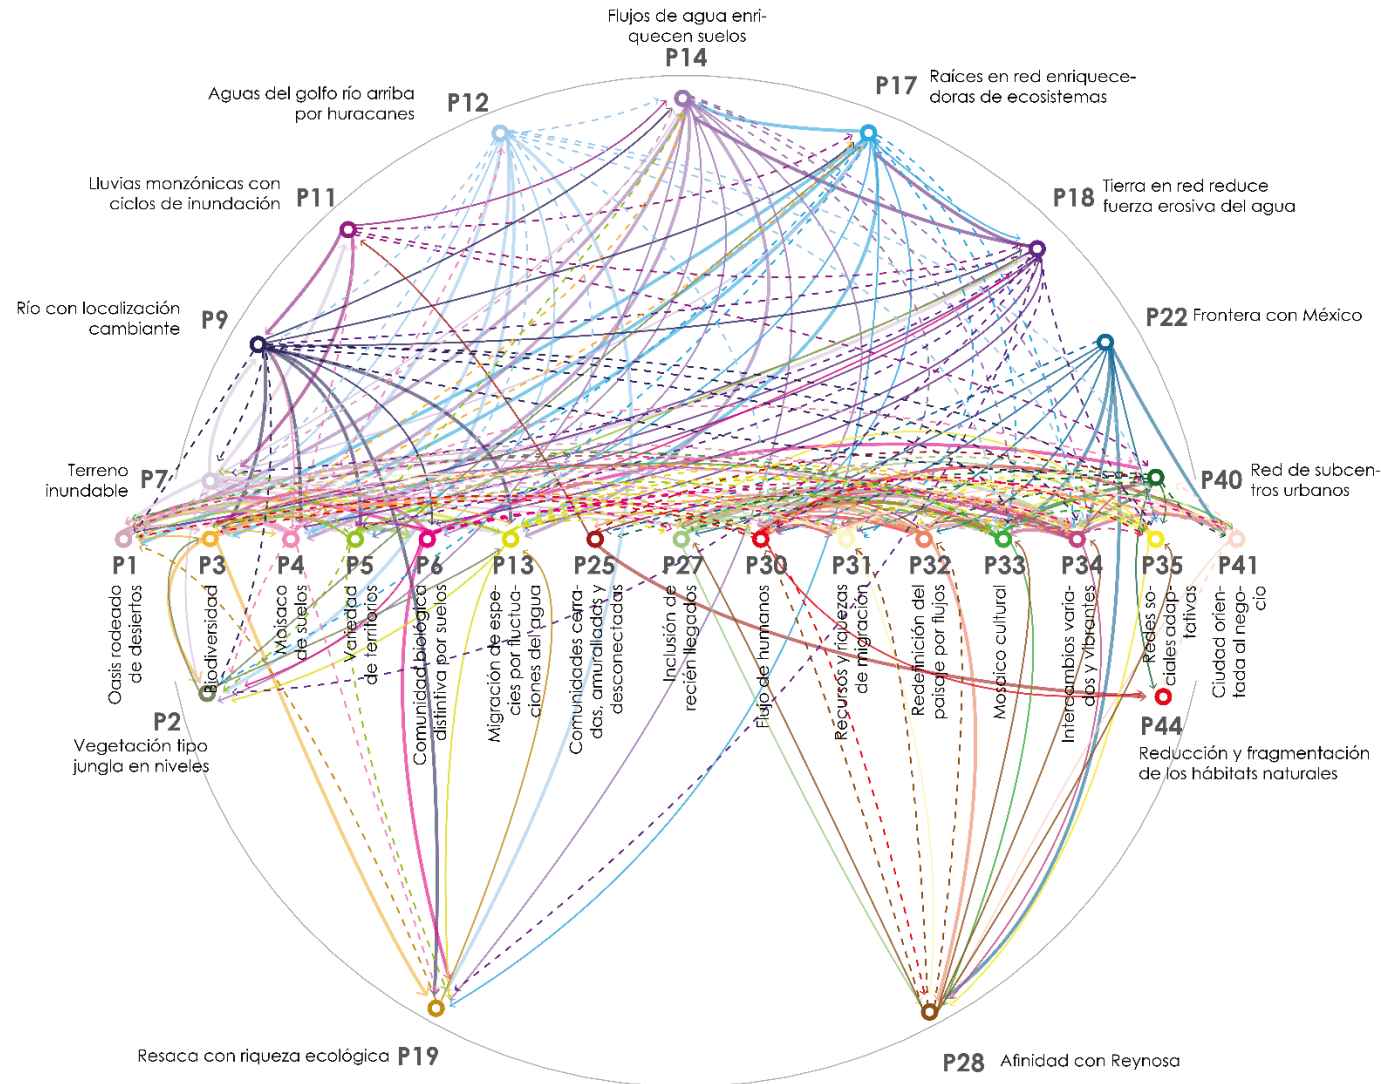 Flujos de agua enri-
quecen suelos
P14
P17
Raíces en red enriquece-
doras de ecosistemas
Aguas del golfo río arriba
por huracanes
P12
Lluvias monzónicas con
ciclos de inundación
P11
P18
Tierra en red reduce
fuerza erosiva del agua
Río con localización
cambiante
P9
P22 Frontera con México
Terreno
inundable
P7
P40
Red de subcen-
tros urbanos
P1
Oasis rodeado
de desiertos
P3
Biodiversidad
P4
Moisaco
de suelos
P5
Variedad
de territorios
P6
Comunidad biológica
distintiva por suelos
P13
Migración de espe-
cies por fluctua-
ciones del agua
P25
Comunidades cerra-
das, amuralladas y
desconectadas
P27
Inclusión de
recién llegados
P30
Flujo de humanos
P31
Recursos y riquezas
de migración
P32
Redefinición del
paisaje por flujos
P33
Mosaico cultural
P34
Intercambios varia-
dos y vibrantes
P35
Redes so-
ciales adap-
tativas
P41
Ciudad orien-
tada al nego-
cio
P2
Vegetación tipo
jungla en niveles
P44
Reducción y fragmentación
de los hábitats naturales
Resaca con riqueza ecológica P19
P28 Afinidad con Reynosa